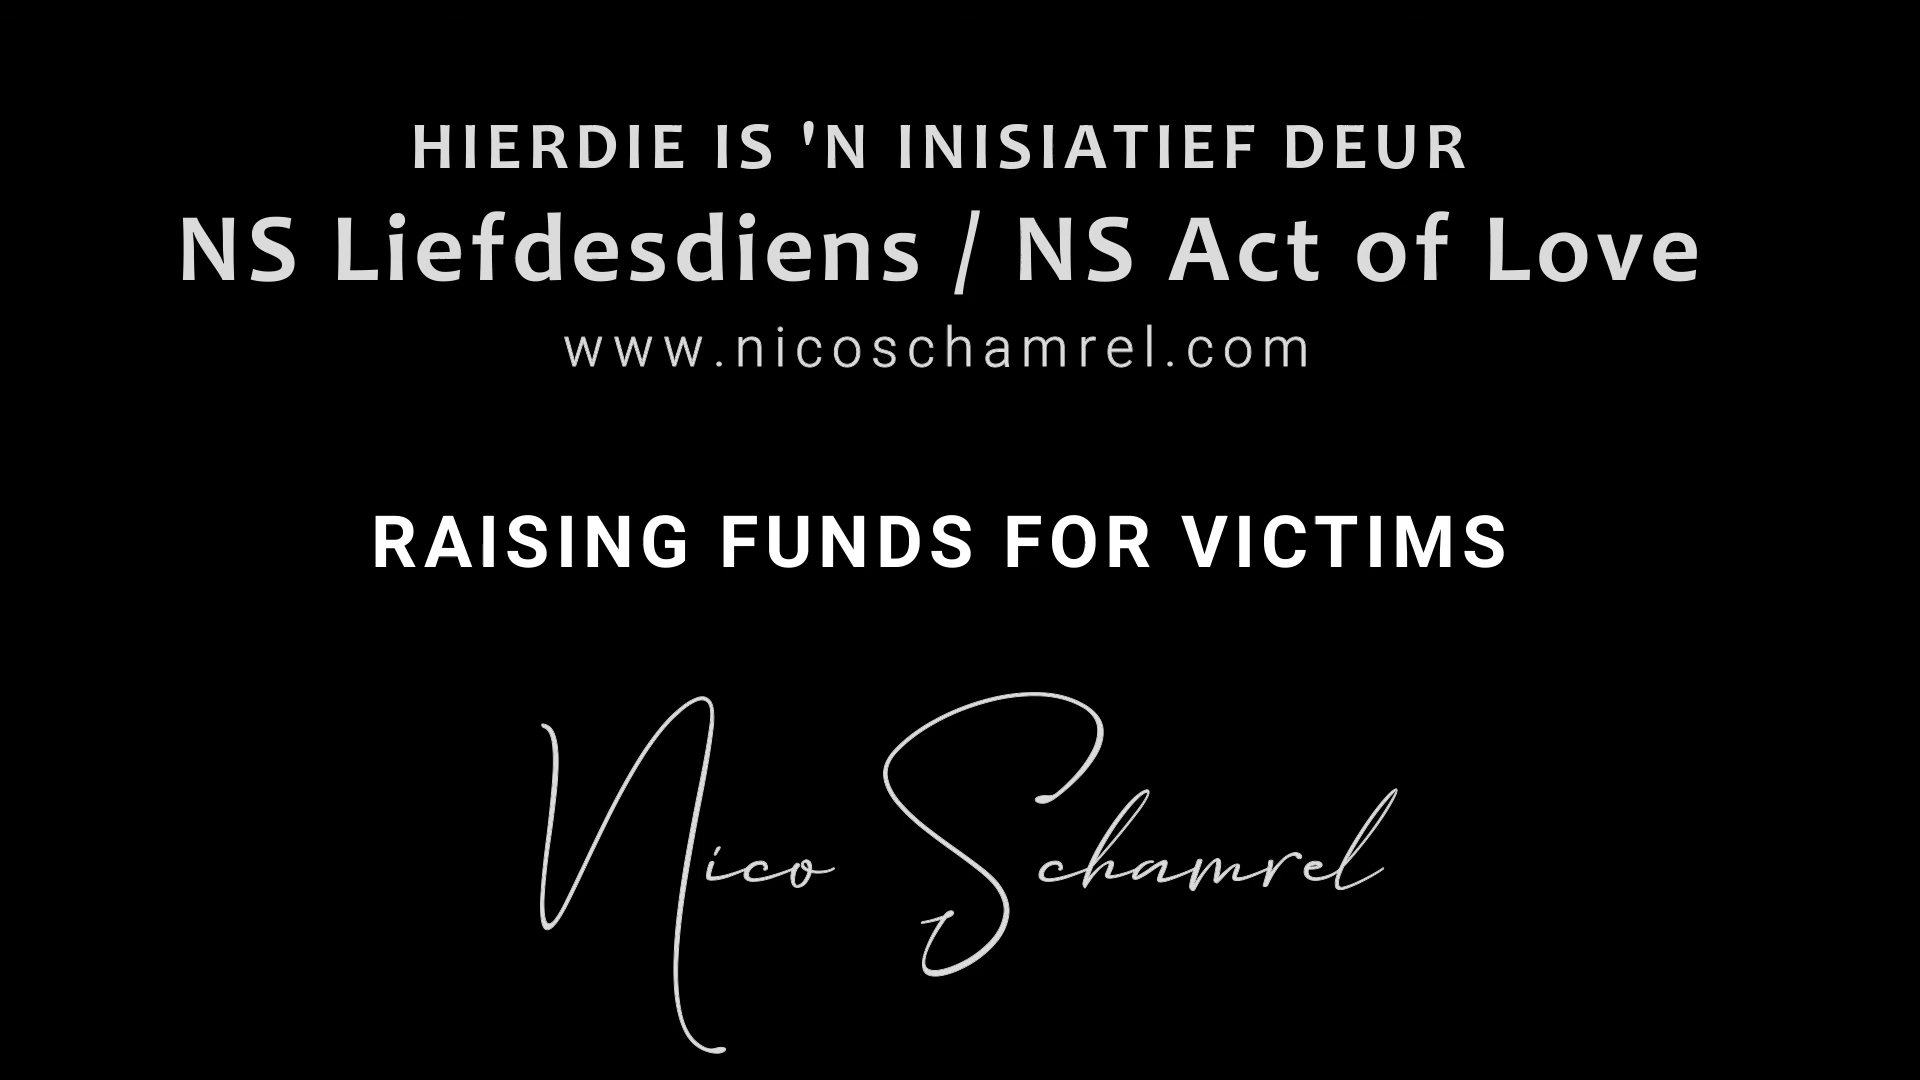 HIERDIE IS 'N INISIATIEF DEUR
NS Liefdesdiens / NS Act of Love
www.nicoschamrel.com
RAISING FUNDS FOR VICTIMS
Nico Schamrel